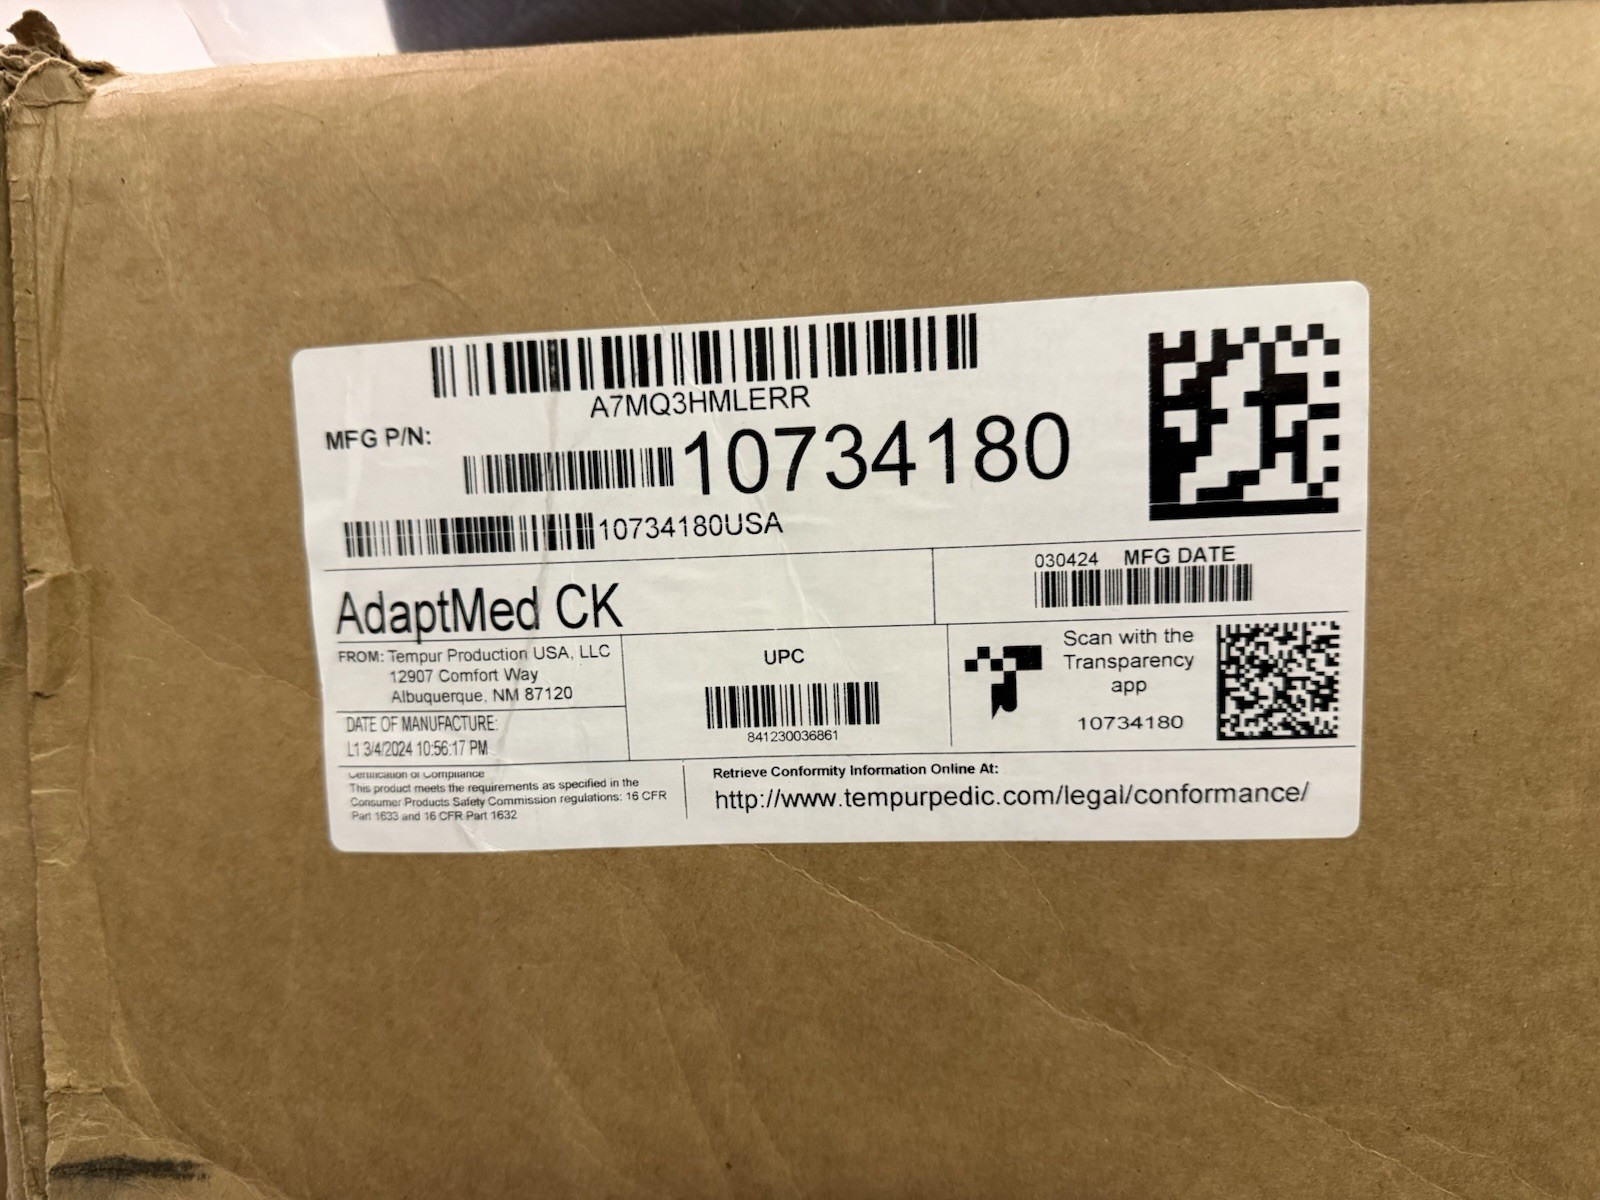 A7MQ3HMLERR
MFG P/N:
10734180
10734180USA
AdaptMed CK
030424 MFG DATE
FROM: Tempur Production USA, LLC
12907 Comfort Way
Albuquerque, NM 87120
DATE OF MANUFACTURE:
L1 3/4/2024 10:56:17 PM
UPC
841230036861
Scan with the
Transparency
app
10734180
Certification of Compliance
This product meets the requirements as specified in the
Consumer Products Safety Commission regulations: 16 CFR
Part 1633 and 16 CFR Part 1632
Retrieve Conformity Information Online At:
http://www.tempurpedic.com/legal/conformance/